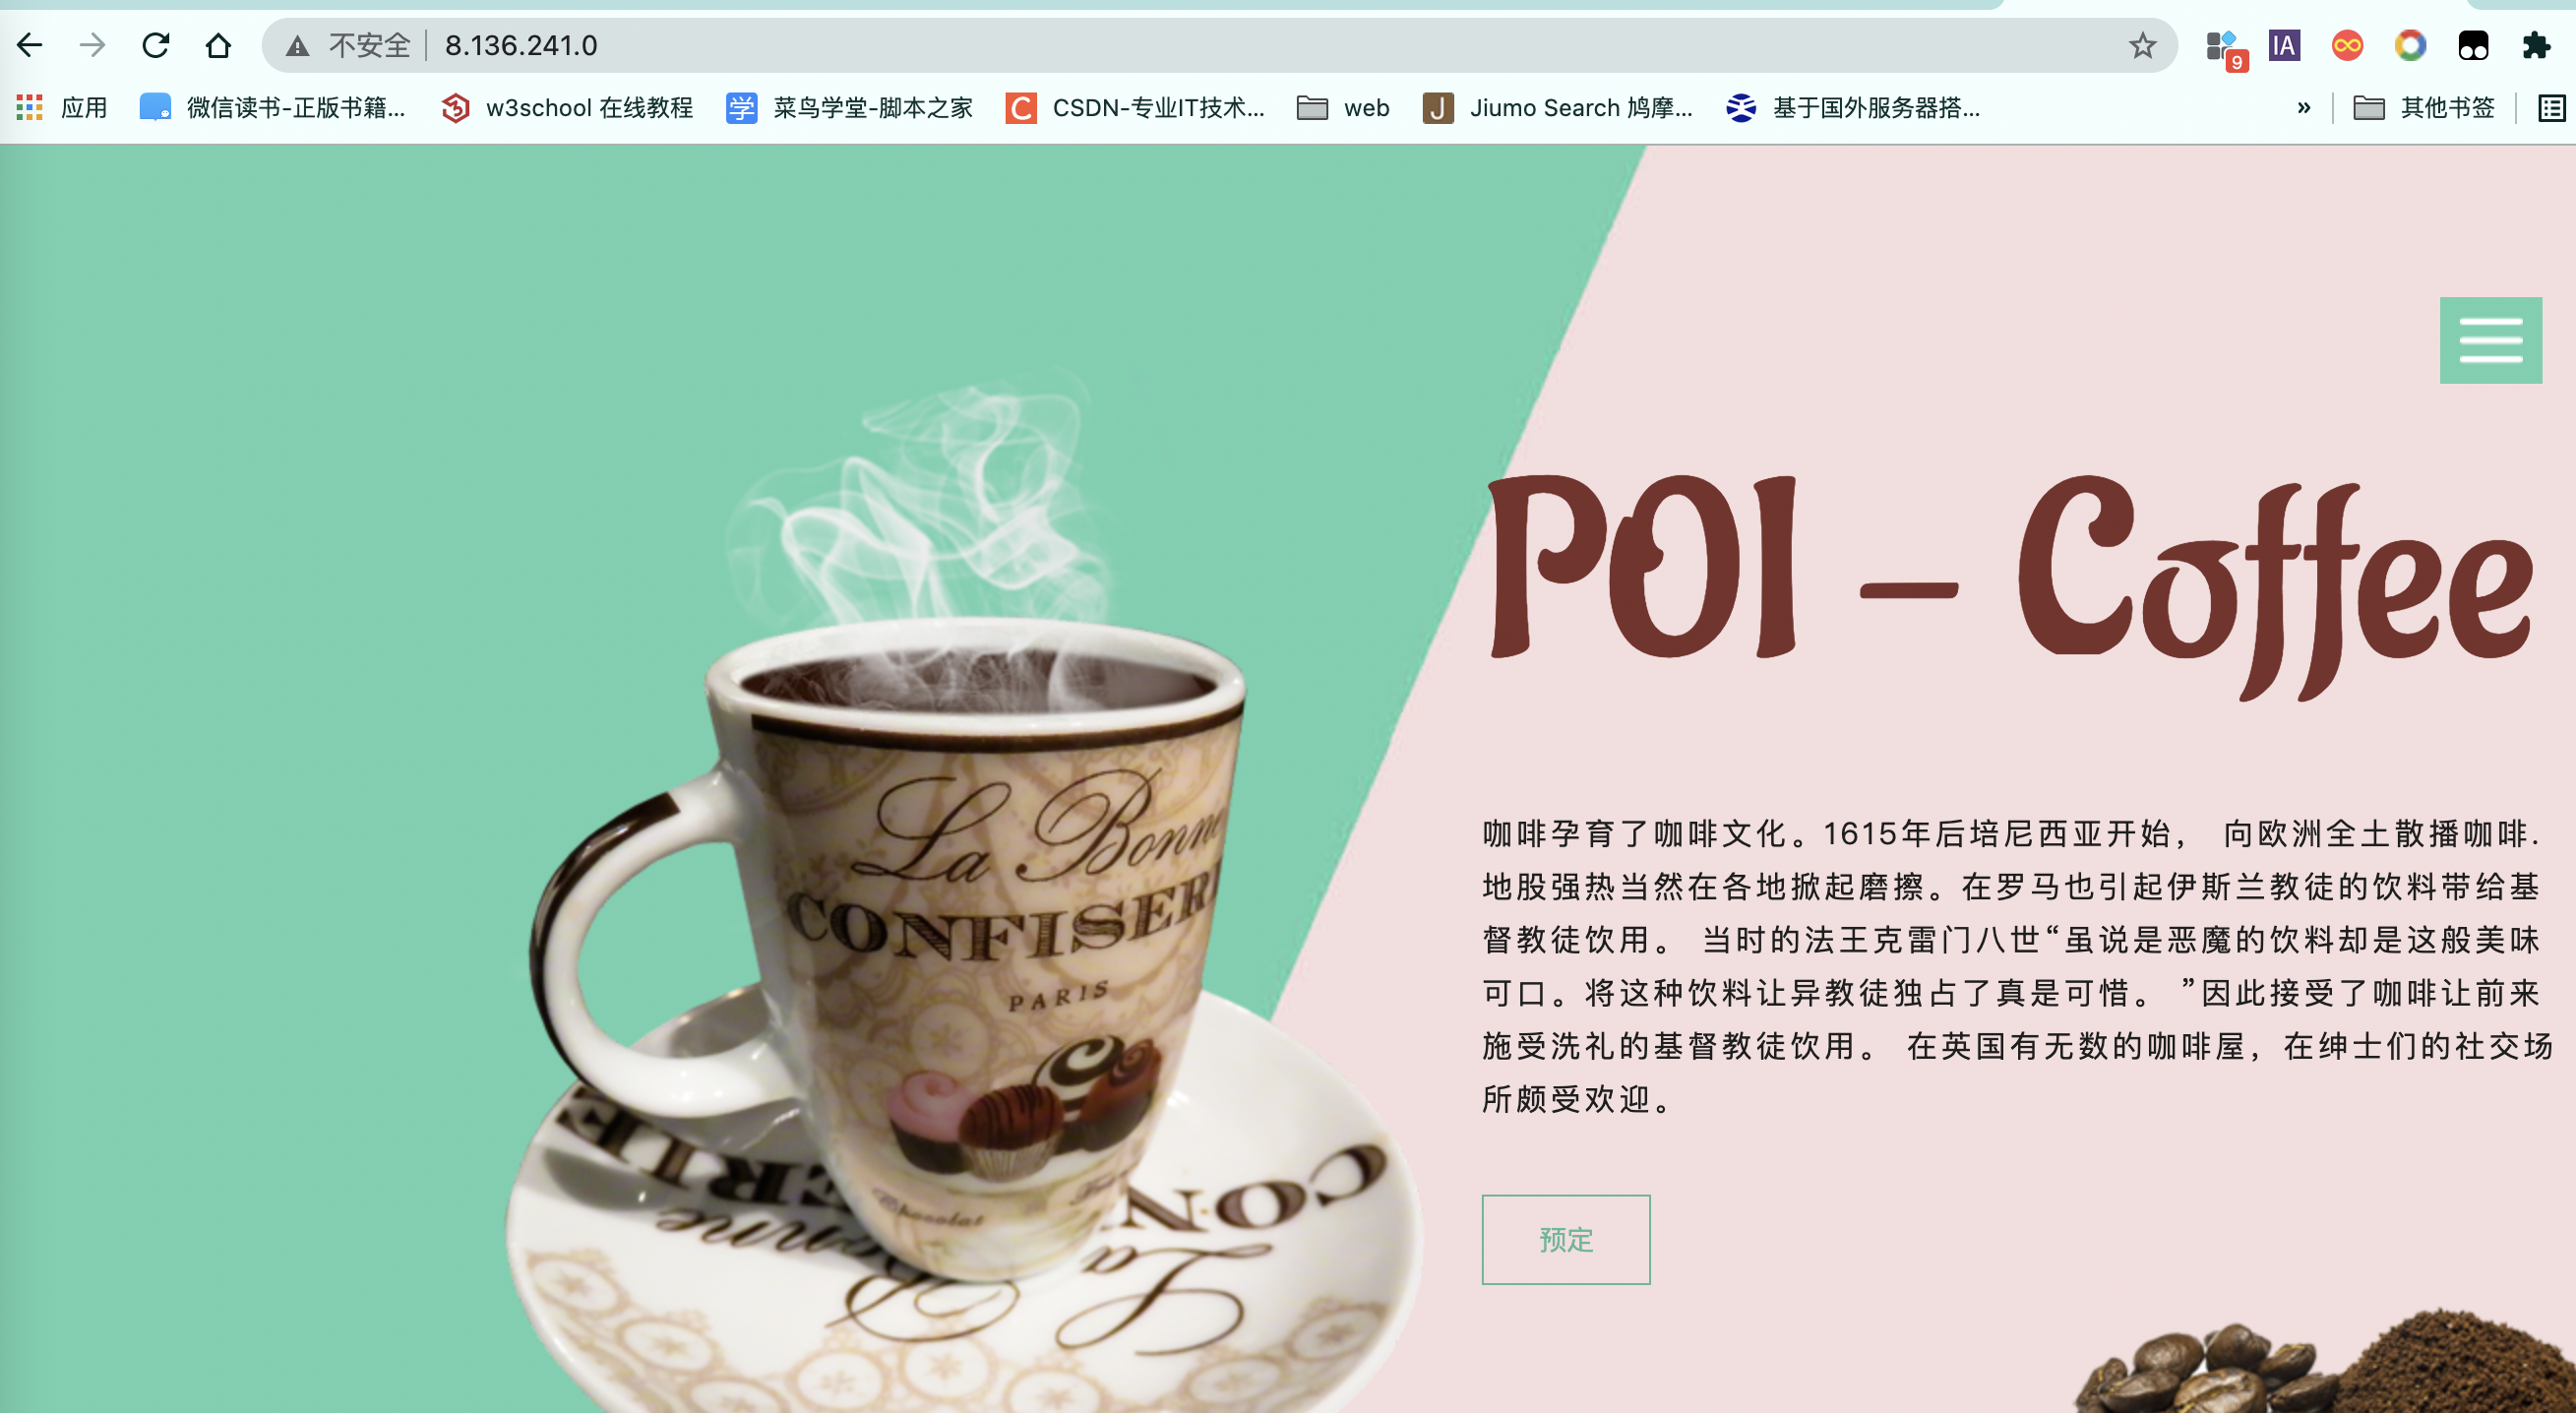 不安全 8.136.241.0
9
IA
应用 微信读书-正版书籍... w3school 在线教程 学 菜鸟学堂-脚本之家 C CSDN-专业IT技术... web J Jiumo Search 鸠摩... 基于国外服务器搭... » 其他书签
POI – Coffee
咖啡孕育了咖啡文化。1615年后培尼西亚开始， 向欧洲全土散播咖啡.
地股强热当然在各地掀起磨擦。在罗马也引起伊斯兰教徒的饮料带给基
督教徒饮用。 当时的法王克雷门八世“虽说是恶魔的饮料却是这般美味
可口。将这种饮料让异教徒独占了真是可惜。 ”因此接受了咖啡让前来
施受洗礼的基督教徒饮用。 在英国有无数的咖啡屋，在绅士们的社交场
所颇受欢迎。
预定
La Bonne
CONFISERI
PARIS
Chocolat
ERIE
CON
La